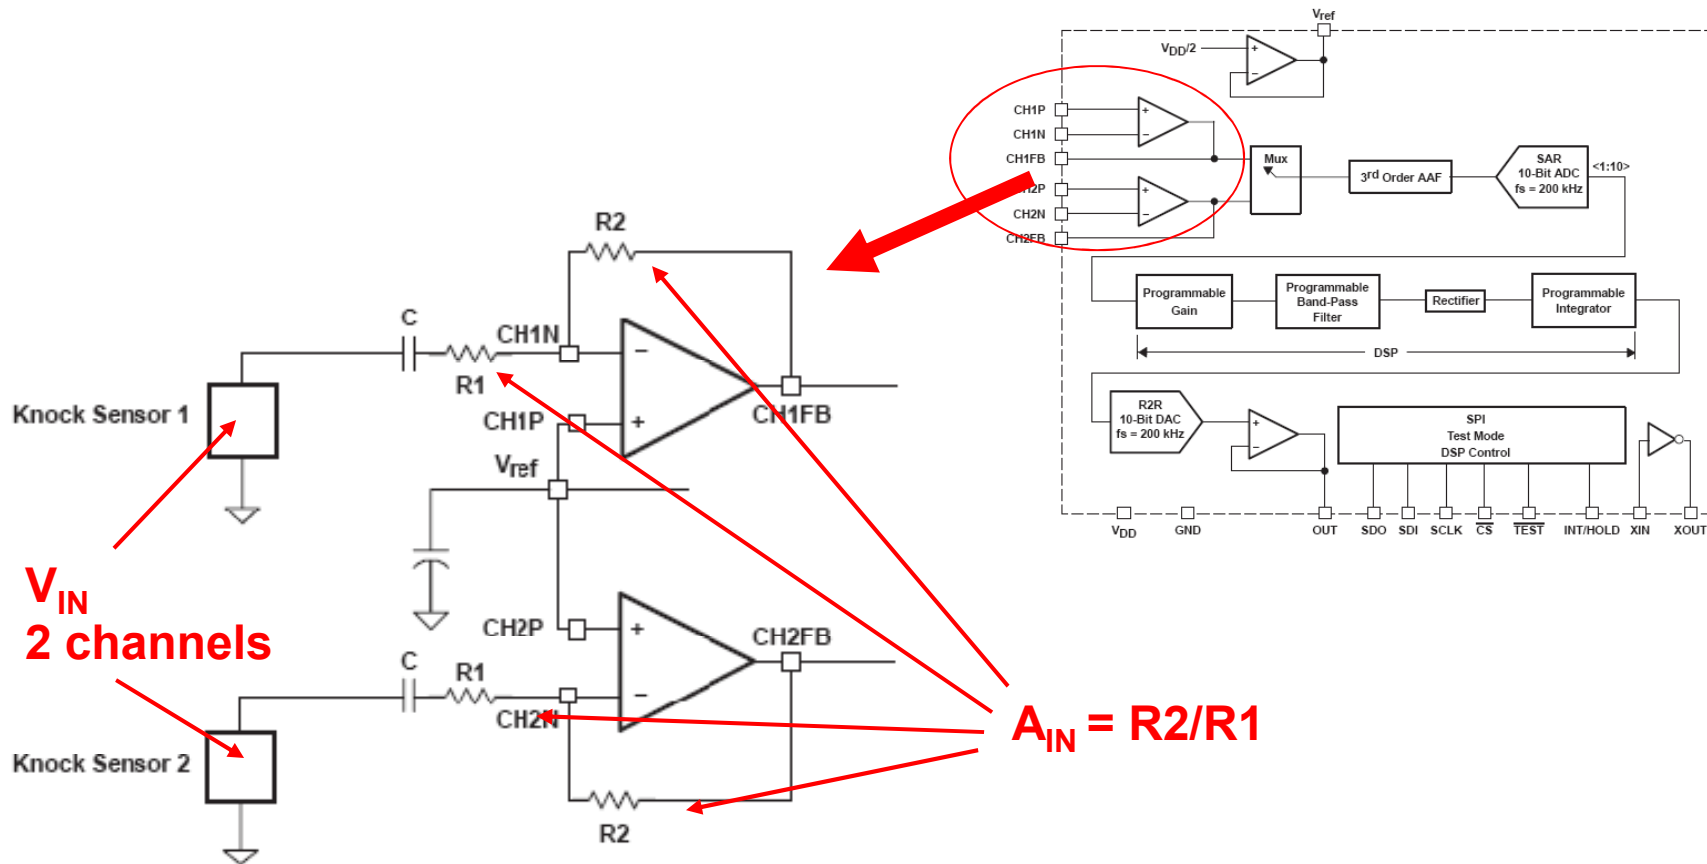 Vref
VDD/2
+
−
CH1P
CH1N
CH1FB
CH2P
CH2N
CH2FB
+
−
+
−
Mux
3rd Order AAF
SAR
10-Bit ADC
fs = 200 kHz
<1:10>
Programmable
Gain
Programmable
Band-Pass
Filter
Rectifier
Programmable
Integrator
DSP
R2R
10-Bit DAC
fs = 200 kHz
+
−
SPI
Test Mode
DSP Control
VDD
GND
OUT
SDO
SDI
SCLK
CS
TEST
INT/HOLD
XIN
XOUT
R2
C
R1
CH1N
−
+
CH1P
CH1FB
Knock Sensor 1
Vref
VIN
2 channels
CH2P
+
−
CH2FB
C
R1
CH2N
Knock Sensor 2
R2
AIN = R2/R1